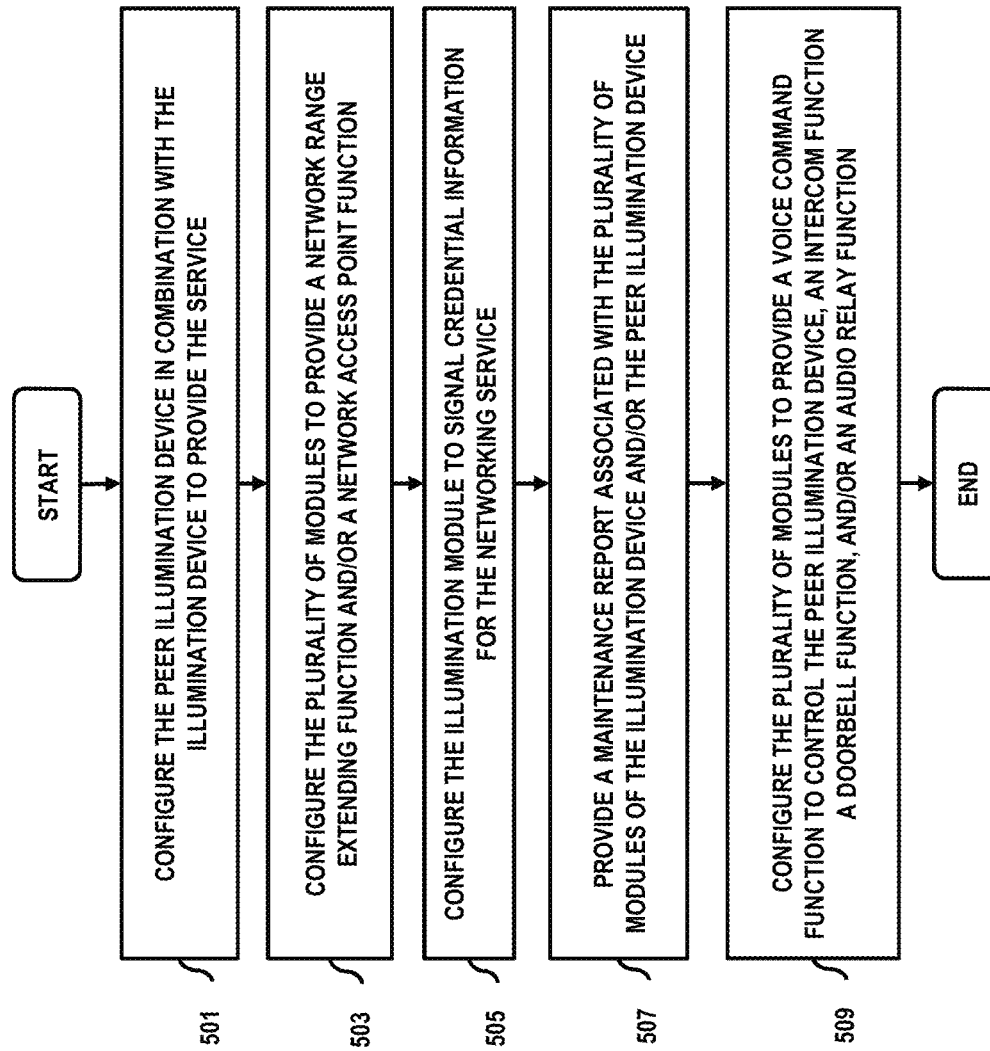 START
501
CONFIGURE THE PEER ILLUMINATION DEVICE IN COMBINATION WITH THE
ILLUMINATION DEVICE TO PROVIDE THE SERVICE
503
CONFIGURE THE PLURALITY OF MODULES TO PROVIDE A NETWORK RANGE
EXTENDING FUNCTION AND/OR A NETWORK ACCESS POINT FUNCTION
505
CONFIGURE THE ILLUMINATION MODULE TO SIGNAL CREDENTIAL INFORMATION
FOR THE NETWORKING SERVICE
507
PROVIDE A MAINTENANCE REPORT ASSOCIATED WITH THE PLURALITY OF
MODULES OF THE ILLUMINATION DEVICE AND/OR THE PEER ILLUMINATION DEVICE
509
CONFIGURE THE PLURALITY OF MODULES TO PROVIDE A VOICE COMMAND
FUNCTION TO CONTROL THE PEER ILLUMINATION DEVICE, AN INTERCOM FUNCTION
A DOORBELL FUNCTION, AND/OR AN AUDIO RELAY FUNCTION
END